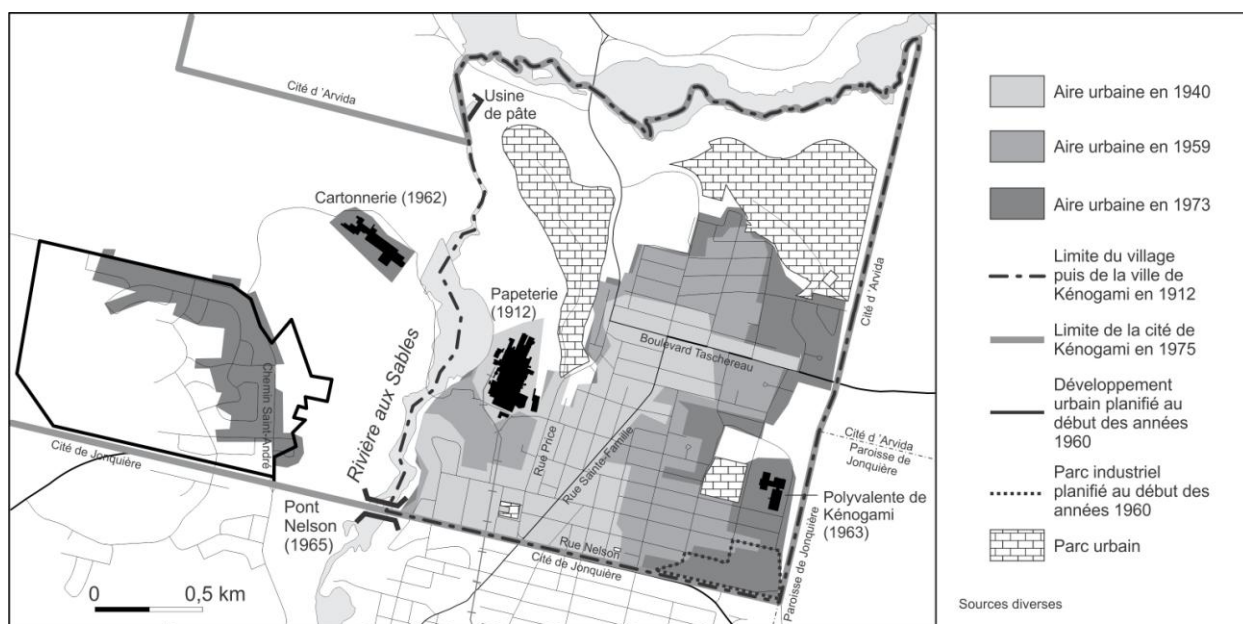 Cité d 'Arvida
Usine
de pâte
Cartonnerie (1962)
Papeterie
(1912)
Rivière aux Sables
Chemin Saint-André
Cité de Jonquière
Pont
Nelson
(1965)
Rue Price
Rue Sainte-Famille
Boulevard Taschereau
Cité d 'Arvida
Cité d 'Arvida
Paroisse de
Jonquière
Polyvalente de
Kénogami
(1963)
Rue Nelson
Cité de Jonquière
Paroisse de Jonquière
0 0,5 km
Aire urbaine en 1940
Aire urbaine en 1959
Aire urbaine en 1973
Limite du village
puis de la ville de
Kénogami en 1912
Limite de la cité de
Kénogami en 1975
Développement
urbain planifié au
début des années
1960
Parc industriel
planifié au début des
années 1960
Parc urbain
Sources diverses